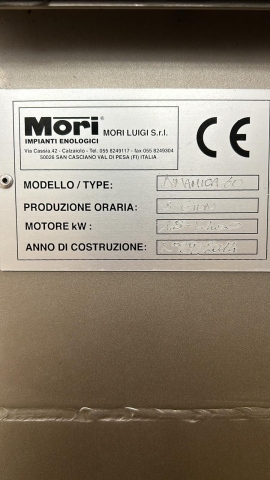 Mori MORI LUIGI S.r.l.
IMPIANTI ENOLOGICI
Via Cassia, 42 - Calzaiolo - Tel. 055 8249117 - fax 055 8249304
50026 SAN CASCIANO VAL DI PESA (FI) ITALIA
CE
MODELLO / TYPE:
PRODUZIONE ORARIA:
MOTORE kW :
ANNO DI COSTRUZIONE: